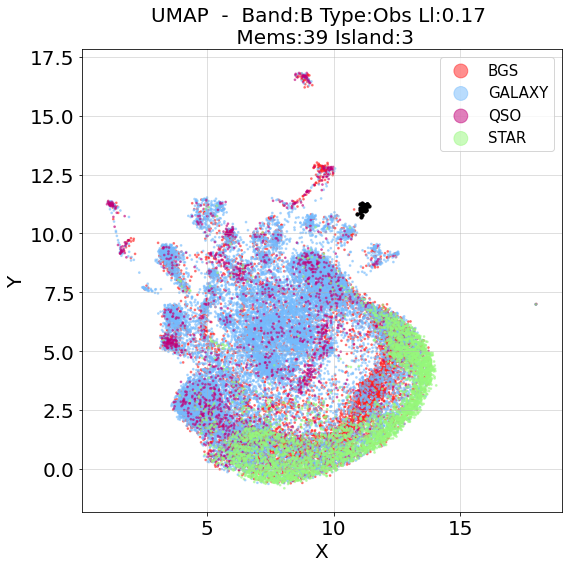 UMAP  -  Band:B Type:Obs Ll:0.17
Mems:39 Island:3
BGS
GALAXY
QSO
STAR
17.5
15.0
12.5
10.0
7.5
5.0
2.5
0.0
Y
5
10
15
X